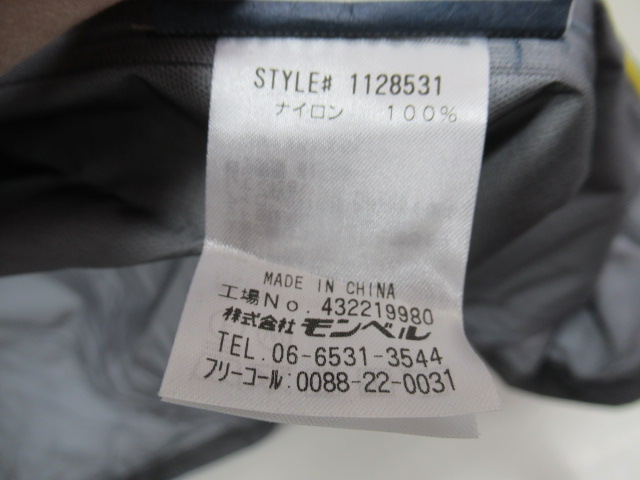 STYLE# 1128531
ナイロン 100%
MADE IN CHINA
工場No. 432219980
株式会社 モンベル
TEL. 06-6531-3544
フリーコール:0088-22-0031